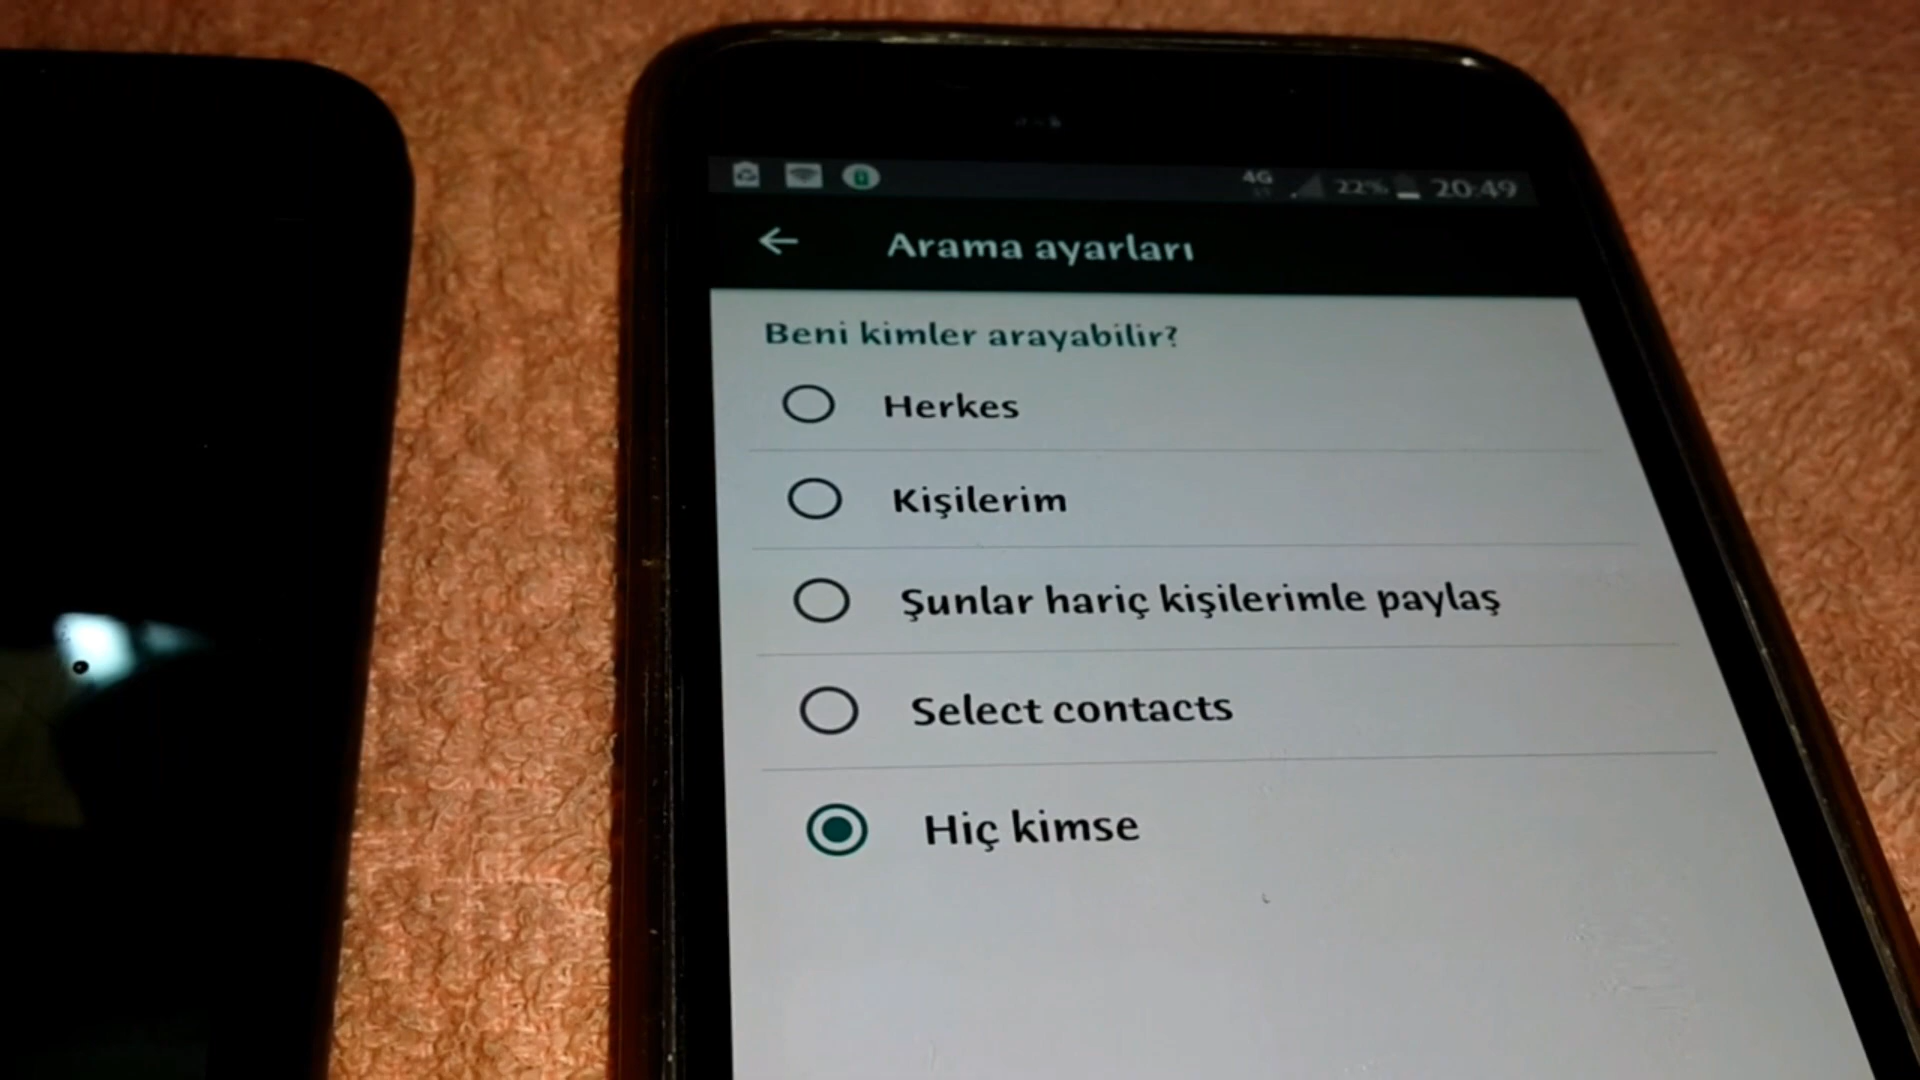 4G 22% 20:49
Arama ayarları
Beni kimler arayabilir?
Herkes
Kişilerim
Şunlar hariç kişilerimle paylaş
Select contacts
Hiç kimse